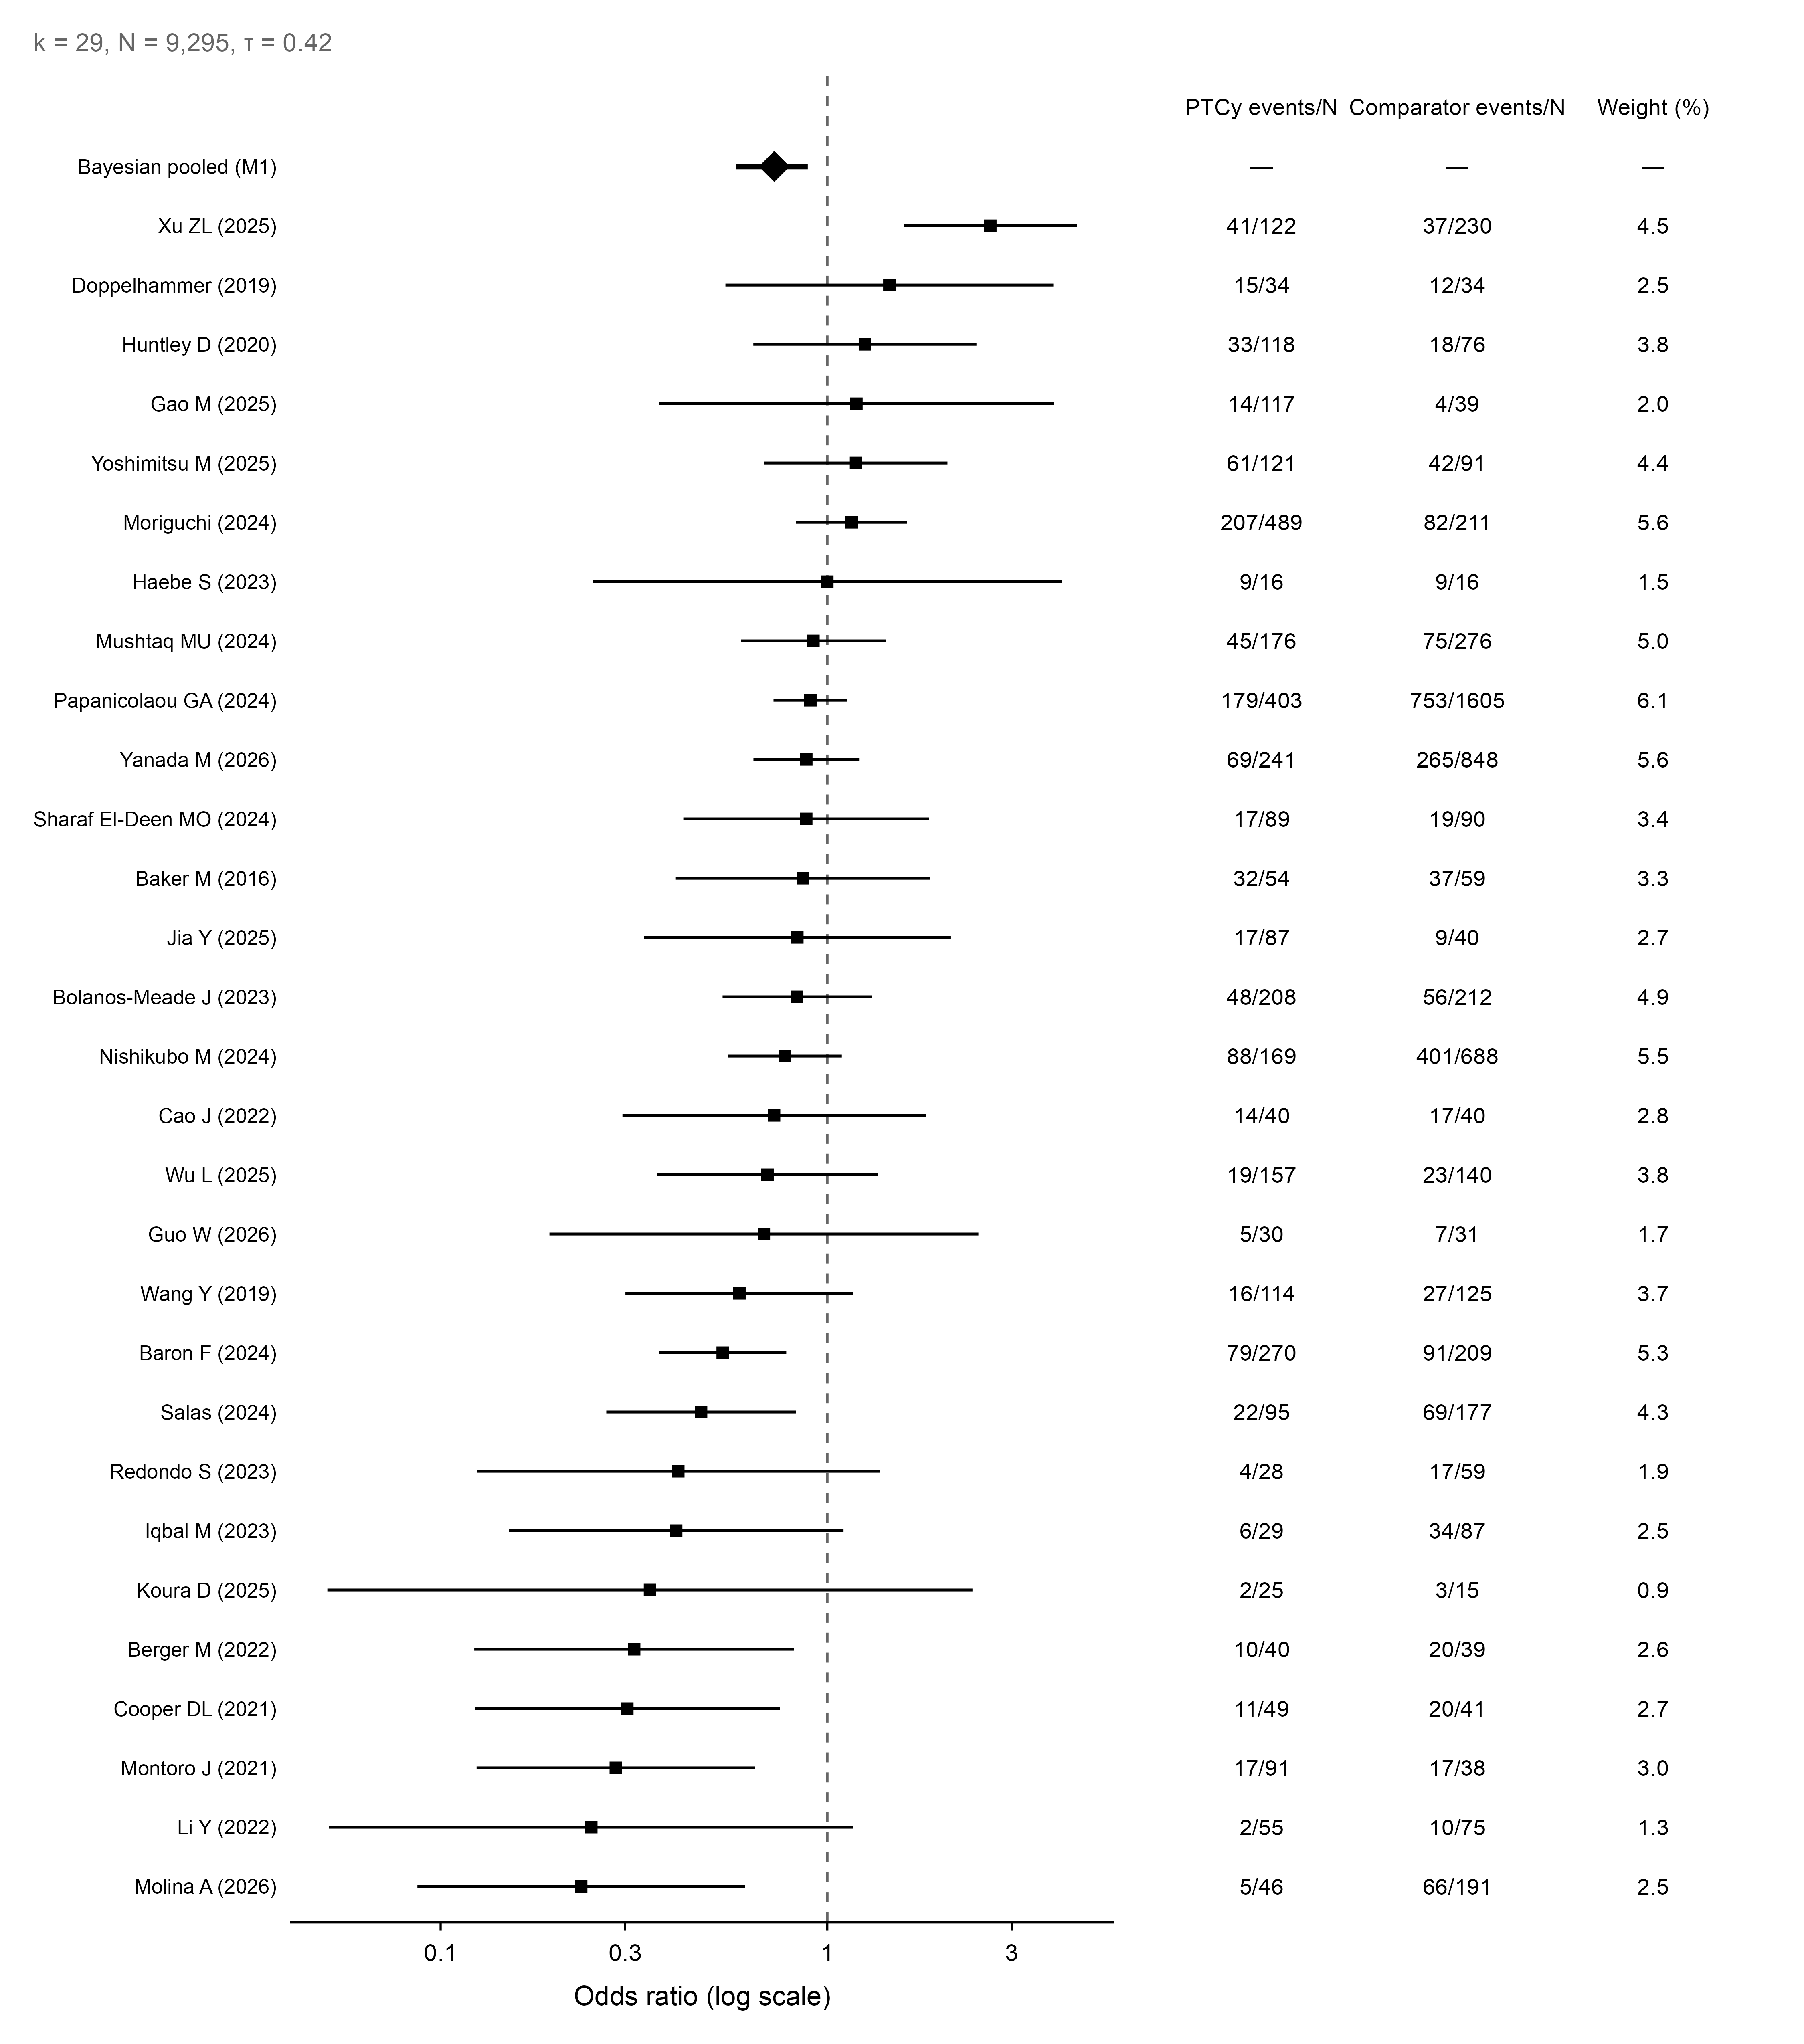 k = 29, N = 9,295, τ = 0.42
PTCy events/N Comparator events/N Weight (%)
Bayesian pooled (M1) — — —
Xu ZL (2025) 41/122 37/230 4.5
Doppelhammer (2019) 15/34 12/34 2.5
Huntley D (2020) 33/118 18/76 3.8
Gao M (2025) 14/117 4/39 2.0
Yoshimitsu M (2025) 61/121 42/91 4.4
Moriguchi (2024) 207/489 82/211 5.6
Haebe S (2023) 9/16 9/16 1.5
Mushtaq MU (2024) 45/176 75/276 5.0
Papanicolaou GA (2024) 179/403 753/1605 6.1
Yanada M (2026) 69/241 265/848 5.6
Sharaf El-Deen MO (2024) 17/89 19/90 3.4
Baker M (2016) 32/54 37/59 3.3
Jia Y (2025) 17/87 9/40 2.7
Bolanos-Meade J (2023) 48/208 56/212 4.9
Nishikubo M (2024) 88/169 401/688 5.5
Cao J (2022) 14/40 17/40 2.8
Wu L (2025) 19/157 23/140 3.8
Guo W (2026) 5/30 7/31 1.7
Wang Y (2019) 16/114 27/125 3.7
Baron F (2024) 79/270 91/209 5.3
Salas (2024) 22/95 69/177 4.3
Redondo S (2023) 4/28 17/59 1.9
Iqbal M (2023) 6/29 34/87 2.5
Koura D (2025) 2/25 3/15 0.9
Berger M (2022) 10/40 20/39 2.6
Cooper DL (2021) 11/49 20/41 2.7
Montoro J (2021) 17/91 17/38 3.0
Li Y (2022) 2/55 10/75 1.3
Molina A (2026) 5/46 66/191 2.5
0.1 0.3 1 3
Odds ratio (log scale)